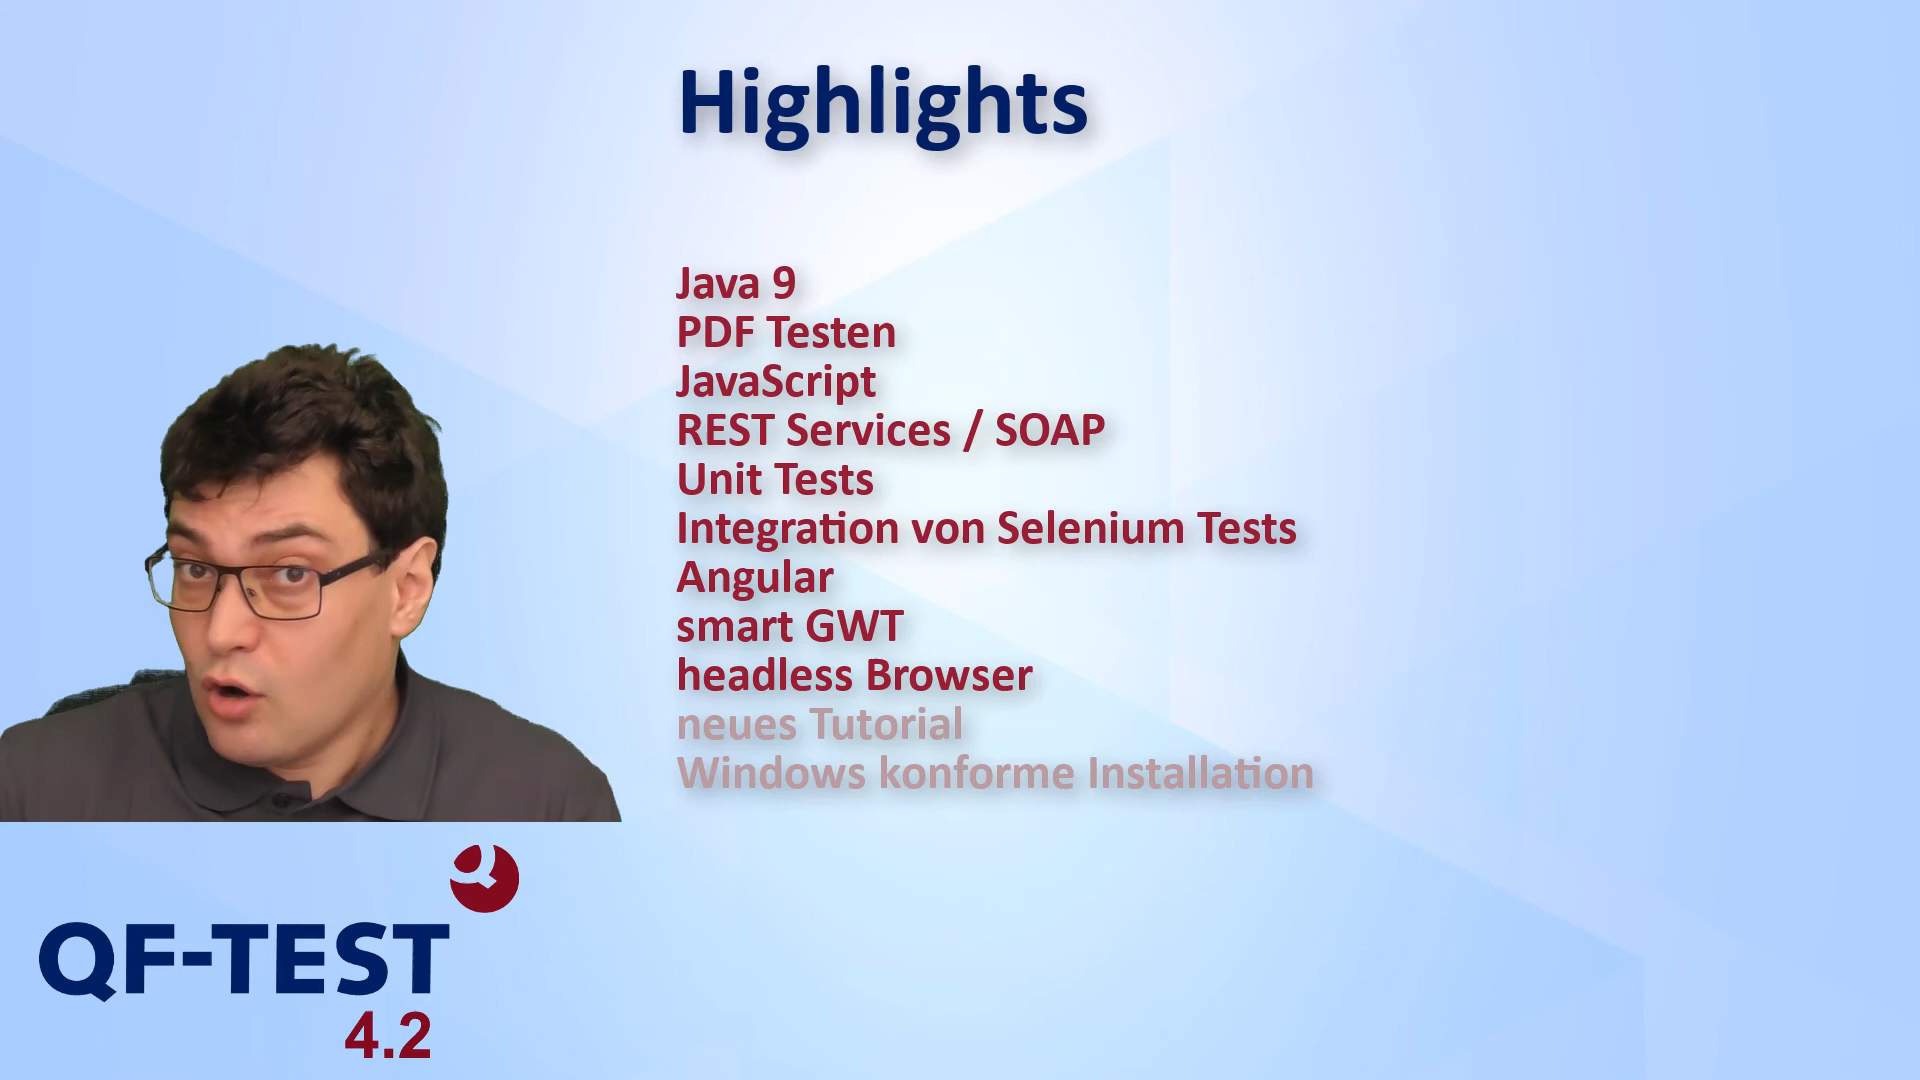 Highlights
Java 9
PDF Testen
JavaScript
REST Services / SOAP
Unit Tests
Integration von Selenium Tests
Angular
smart GWT
headless Browser
neues Tutorial
Windows konforme Installation
QF-TEST
4.2